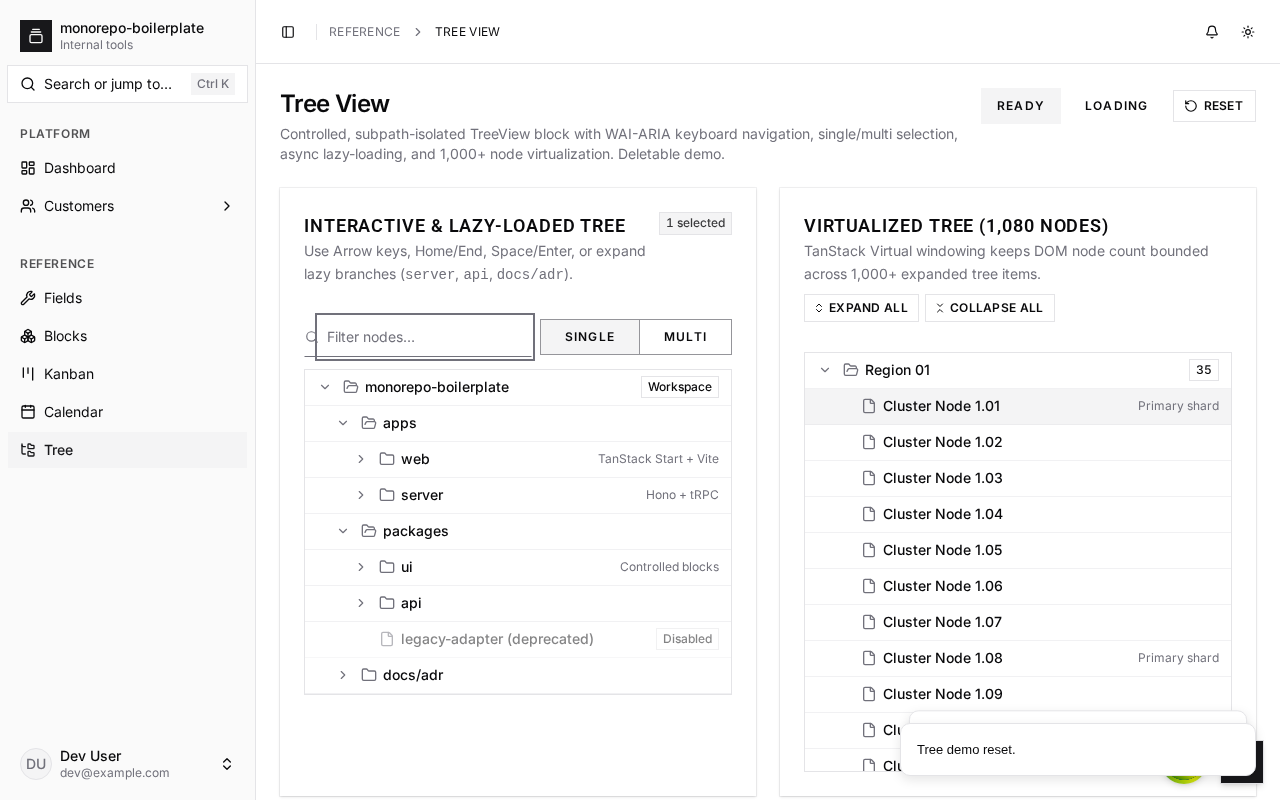 monorepo-boilerplate
Internal tools
Search or jump to...
Ctrl K
PLATFORM
Dashboard
Customers
REFERENCE
Fields
Blocks
Kanban
Calendar
Tree
DU
Dev User
dev@example.com
REFERENCE
TREE VIEW
Tree View
Controlled, subpath-isolated TreeView block with WAI-ARIA keyboard navigation, single/multi selection,
async lazy-loading, and 1,000+ node virtualization. Deletable demo.
READY
LOADING
RESET
INTERACTIVE & LAZY-LOADED TREE
1 selected
Use Arrow keys, Home/End, Space/Enter, or expand
lazy branches (server, api, docs/adr).
Filter nodes...
SINGLE
MULTI
monorepo-boilerplate
Workspace
apps
web
TanStack Start + Vite
server
Hono + tRPC
packages
ui
Controlled blocks
api
legacy-adapter (deprecated)
Disabled
docs/adr
VIRTUALIZED TREE (1,080 NODES)
TanStack Virtual windowing keeps DOM node count bounded
across 1,000+ expanded tree items.
EXPAND ALL
COLLAPSE ALL
Region 01
35
Cluster Node 1.01
Primary shard
Cluster Node 1.02
Cluster Node 1.03
Cluster Node 1.04
Cluster Node 1.05
Cluster Node 1.06
Cluster Node 1.07
Cluster Node 1.08
Primary shard
Cluster Node 1.09
Tree demo reset.